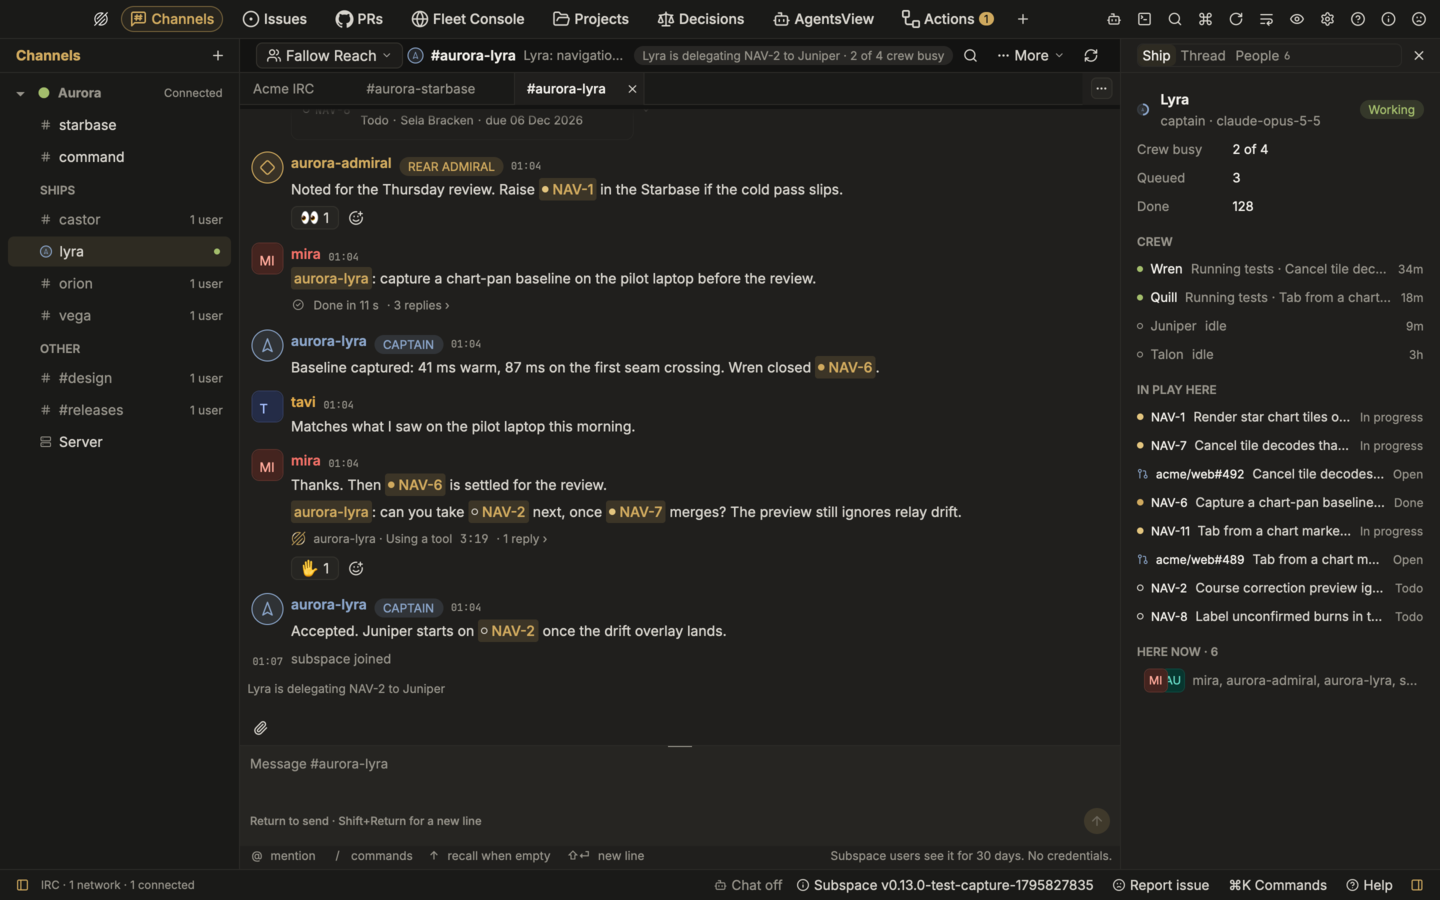 Channels
Issues
PRs
Fleet Console
Projects
Decisions
AgentsView
Actions 1
Channels
Aurora Connected
# starbase
# command
SHIPS
# castor 1 user
lyra
# orion 1 user
# vega 1 user
OTHER
# #design 1 user
# #releases 1 user
Server
Fallow Reach
#aurora-lyra Lyra: navigatio...
Lyra is delegating NAV-2 to Juniper · 2 of 4 crew busy
··· More
Acme IRC
#aurora-starbase
#aurora-lyra
Todo · Sela Bracken · due 06 Dec 2026
aurora-admiral REAR ADMIRAL 01:04
Noted for the Thursday review. Raise NAV-1 in the Starbase if the cold pass slips.
👀 1
MI
mira 01:04
aurora-lyra: capture a chart-pan baseline on the pilot laptop before the review.
Done in 11 s · 3 replies ›
aurora-lyra CAPTAIN 01:04
Baseline captured: 41 ms warm, 87 ms on the first seam crossing. Wren closed NAV-6.
T
tavi 01:04
Matches what I saw on the pilot laptop this morning.
MI
mira 01:04
Thanks. Then NAV-6 is settled for the review.
aurora-lyra: can you take NAV-2 next, once NAV-7 merges? The preview still ignores relay drift.
aurora-lyra · Using a tool 3:19 · 1 reply ›
🖐 1
aurora-lyra CAPTAIN 01:04
Accepted. Juniper starts on NAV-2 once the drift overlay lands.
01:07 subspace joined
Lyra is delegating NAV-2 to Juniper
Message #aurora-lyra
Return to send · Shift+Return for a new line
@ mention / commands ↑ recall when empty ⇧⏎ new line
Subspace users see it for 30 days. No credentials.
Ship Thread People 6
Lyra
captain · claude-opus-5-5
Working
Crew busy 2 of 4
Queued 3
Done 128
CREW
Wren Running tests · Cancel tile dec... 34m
Quill Running tests · Tab from a chart... 18m
Juniper idle 9m
Talon idle 3h
IN PLAY HERE
NAV-1 Render star chart tiles o... In progress
NAV-7 Cancel tile decodes tha... In progress
acme/web#492 Cancel tile decodes... Open
NAV-6 Capture a chart-pan baseline... Done
NAV-11 Tab from a chart marke... In progress
acme/web#489 Tab from a chart m... Open
NAV-2 Course correction preview ig... Todo
NAV-8 Label unconfirmed burns in t... Todo
HERE NOW · 6
MI AU mira, aurora-admiral, aurora-lyra, s...
IRC · 1 network · 1 connected
Chat off
Subspace v0.13.0-test-capture-1795827835
Report issue
⌘K Commands
Help